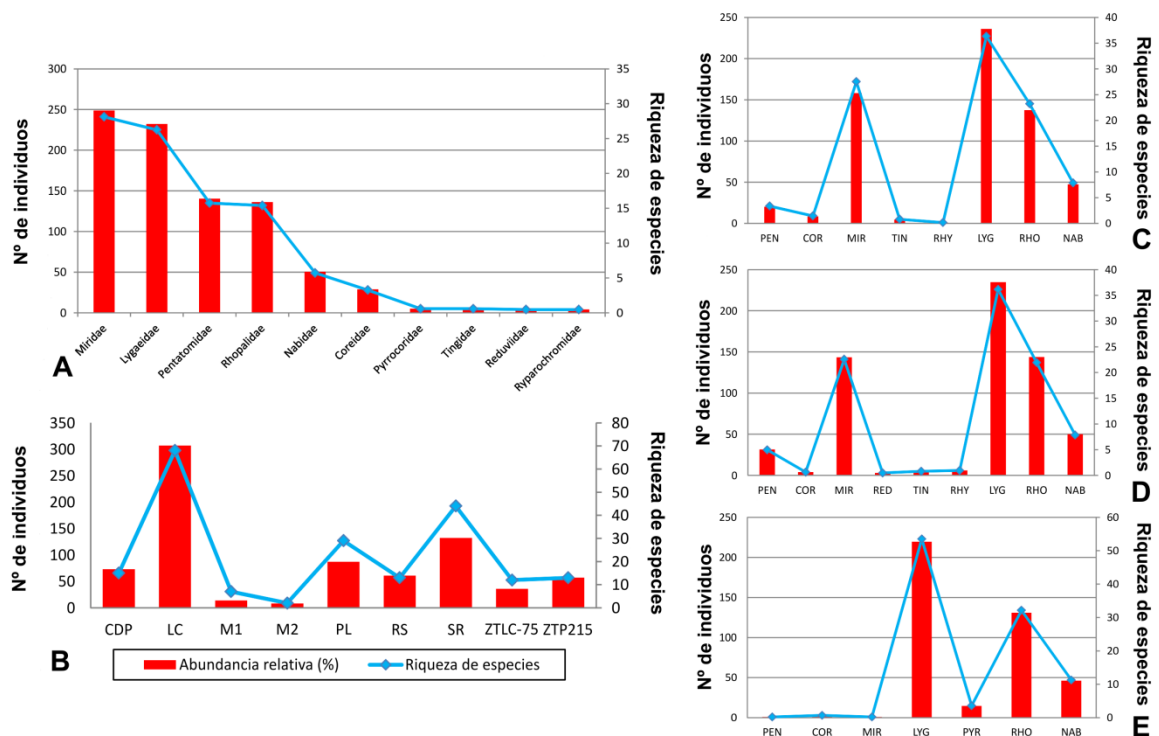 Nº de individuos
300
250
200
150
100
50
0
35
30
25
20
15
10
5
0
Riqueza de especies
Miridae
Lygaeidae
Pentatomidae
Rhopalidae
Nabidae
Coreidae
Pyrrocoridae
Tingidae
Reduviidae
Ryparochromidae
A
Nº de individuos
350
300
250
200
150
100
50
0
80
70
60
50
40
30
20
10
0
Riqueza de especies
CDP LC M1 M2 PL RS SR ZTLC-75 ZTP215
B
Abundancia relativa (%) Riqueza de especies
Nº de individuos
250
200
150
100
50
0
40
35
30
25
20
15
10
5
0
Riqueza de especies
PEN COR MIR TIN RHY LYG RHO NAB
C
Nº de individuos
250
200
150
100
50
0
40
35
30
25
20
15
10
5
0
Riqueza de especies
PEN COR MIR RED TIN RHY LYG RHO NAB
D
Nº de individuos
250
200
150
100
50
0
60
50
40
30
20
10
0
Riqueza de especies
PEN COR MIR LYG PYR RHO NAB
E